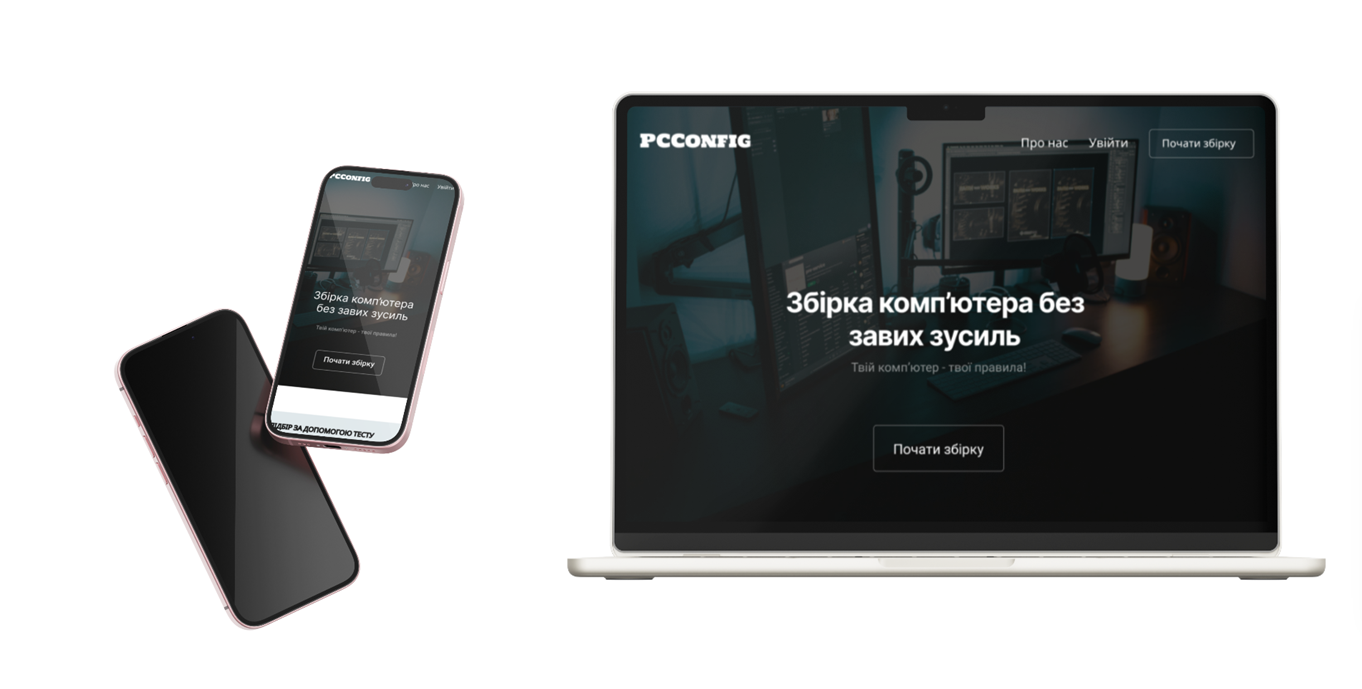 PCCONFIG
Про нас
Увійти
Збірка комп'ютера
без завих зусиль
Твій комп'ютер - твої правила!
Почати збірку
ПІДБІР ЗА ДОПОМОГОЮ ТЕСТУ
PCCONFIG
Про нас
Увійти
Почати збірку
Збірка комп'ютера без
завих зусиль
Твій комп'ютер - твої правила!
Почати збірку